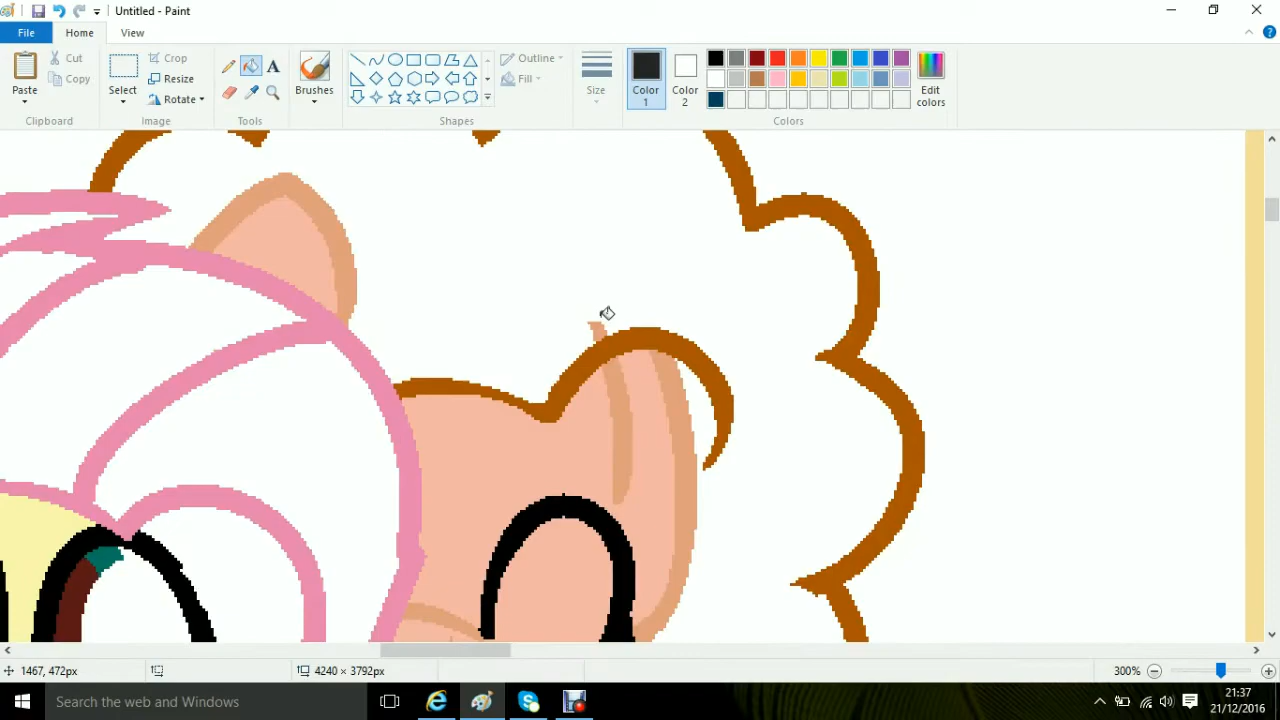 Untitled - Paint
File
Home
View
Paste
Cut
Copy
Clipboard
Select
Crop
Resize
Rotate
Image
A
Tools
Brushes
Outline
Fill
Shapes
Size
Color 1
Color 2
Edit colors
Colors
1467, 472px
4240 × 3792px
300%
Search the web and Windows
21:37
21/12/2016